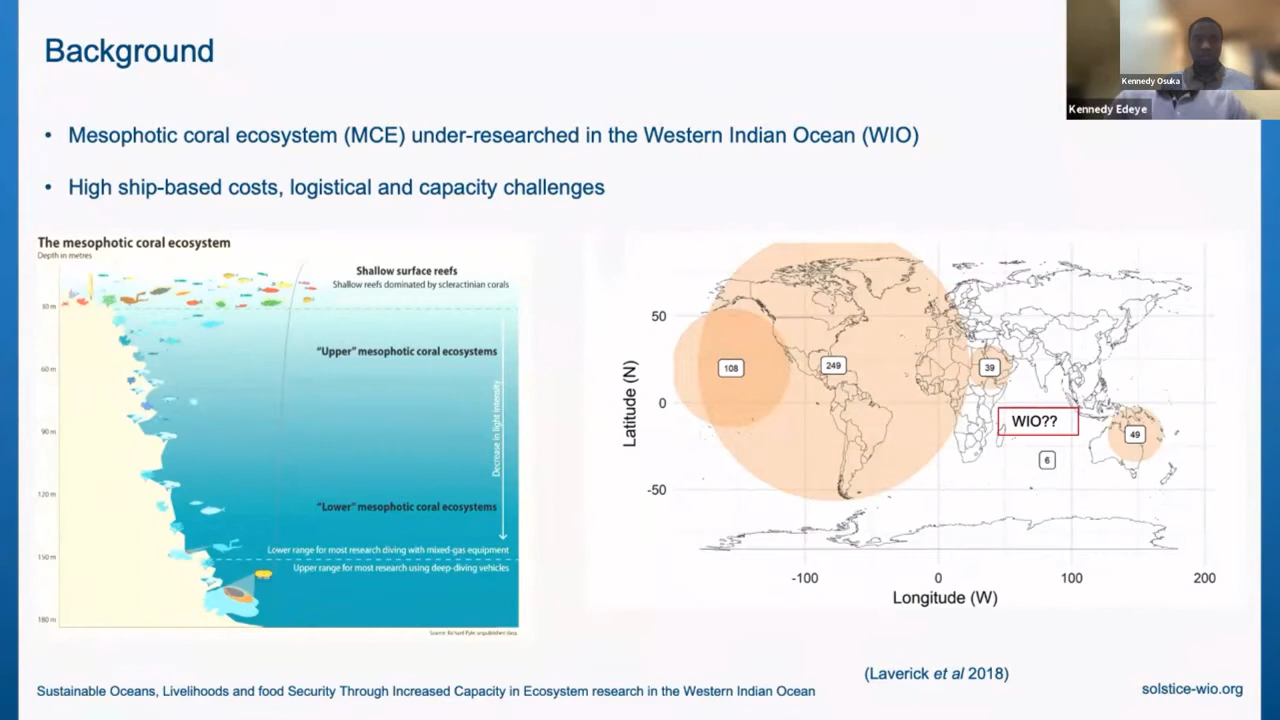 Background
Kennedy Osuka
Kennedy Edeye
• Mesophotic coral ecosystem (MCE) under-researched in the Western Indian Ocean (WIO)
• High ship-based costs, logistical and capacity challenges
The mesophotic coral ecosystem
Depth in metres
Shallow surface reefs
Shallow reefs dominated by scleractinian corals
30 m
"Upper" mesophotic coral ecosystems
60 m
Decrease in light intensity
90 m
120 m
"Lower" mesophotic coral ecosystems
Lower range for most research diving with mixed-gas equipment
150 m
Upper range for most research using deep-diving vehicles
180 m
Source: Richard Pyle unpublished data
Latitude (N)
50
0
-50
108
249
39
WIO??
49
6
-100
0
100
200
Longitude (W)
(Laverick et al 2018)
Sustainable Oceans, Livelihoods and food Security Through Increased Capacity in Ecosystem research in the Western Indian Ocean
solstice-wio.org